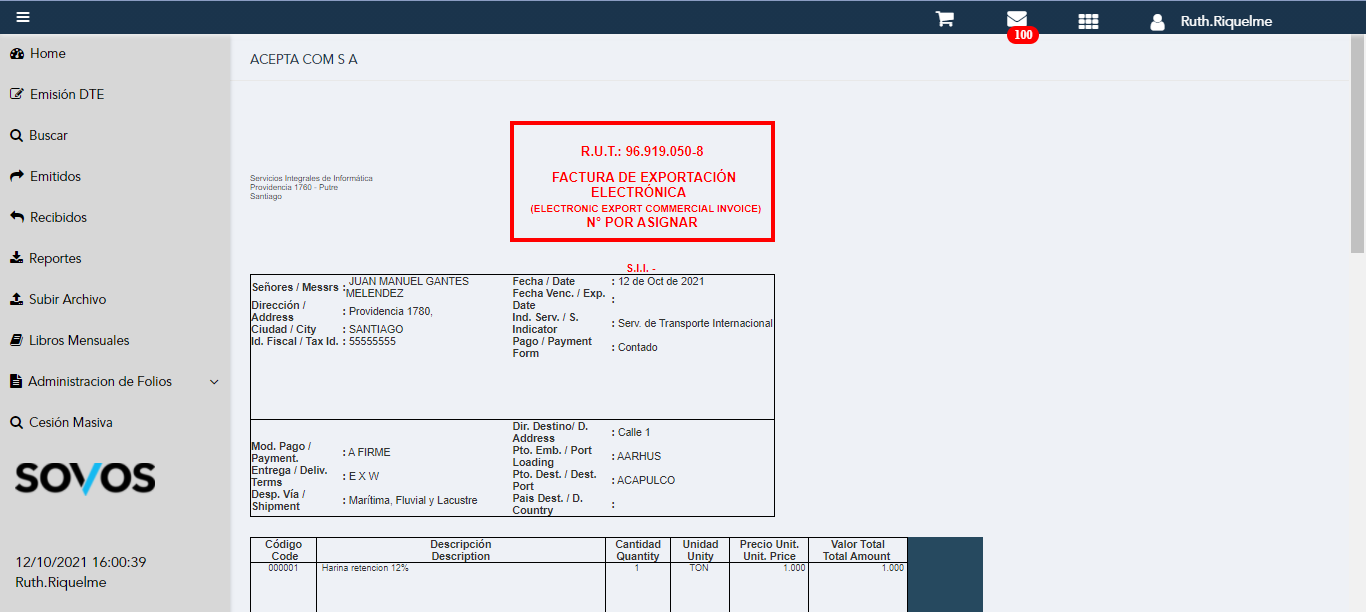 Ruth.Riquelme
100
Home
Emisión DTE
Buscar
Emitidos
Recibidos
Reportes
Subir Archivo
Libros Mensuales
Administracion de Folios
Cesión Masiva
SOVOS
12/10/2021 16:00:39
Ruth.Riquelme
ACEPTA COM S A
Servicios Integrales de Informática
Providencia 1760 - Putre
Santiago
R.U.T.: 96.919.050-8
FACTURA DE EXPORTACIÓN
ELECTRÓNICA
(ELECTRONIC EXPORT COMMERCIAL INVOICE)
N° POR ASIGNAR
S.I.I. -
Señores / Messrs : JUAN MANUEL GANTES
MELENDEZ
Dirección /
Address : Providencia 1780,
Ciudad / City : SANTIAGO
Id. Fiscal / Tax Id. : 55555555
Fecha / Date : 12 de Oct de 2021
Fecha Venc. / Exp.
Date :
Ind. Serv. / S.
Indicator : Serv. de Transporte Internacional
Pago / Payment
Form : Contado
Mod. Pago /
Payment. : A FIRME
Entrega / Deliv.
Terms : E X W
Desp. Vía /
Shipment : Marítima, Fluvial y Lacustre
Dir. Destino/ D.
Address : Calle 1
Pto. Emb. / Port
Loading : AARHUS
Pto. Dest. / Dest.
Port : ACAPULCO
Pais Dest. / D.
Country :
Código Descripción Cantidad Unidad Precio Unit. Valor Total
Code Description Quantity Unity Unit. Price Total Amount
000001 Harina retencion 12% 1 TON 1.000 1.000